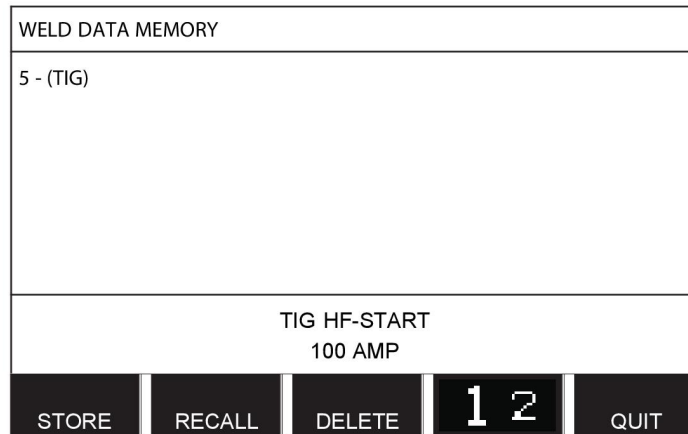 WELD DATA MEMORY
5 - (TIG)
TIG HF-START
100 AMP
STORE RECALL DELETE 1 2 QUIT